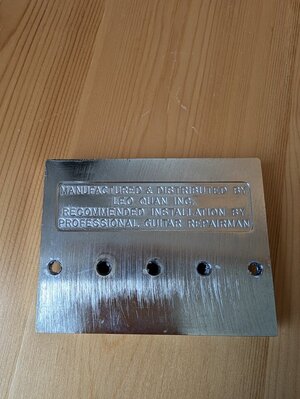 MANUFACTURED & DISTRIBUTED BY
LEO QUAN INC.
RECOMMENDED INSTALLATION BY
PROFESSIONAL GUITAR REPAIRMAN